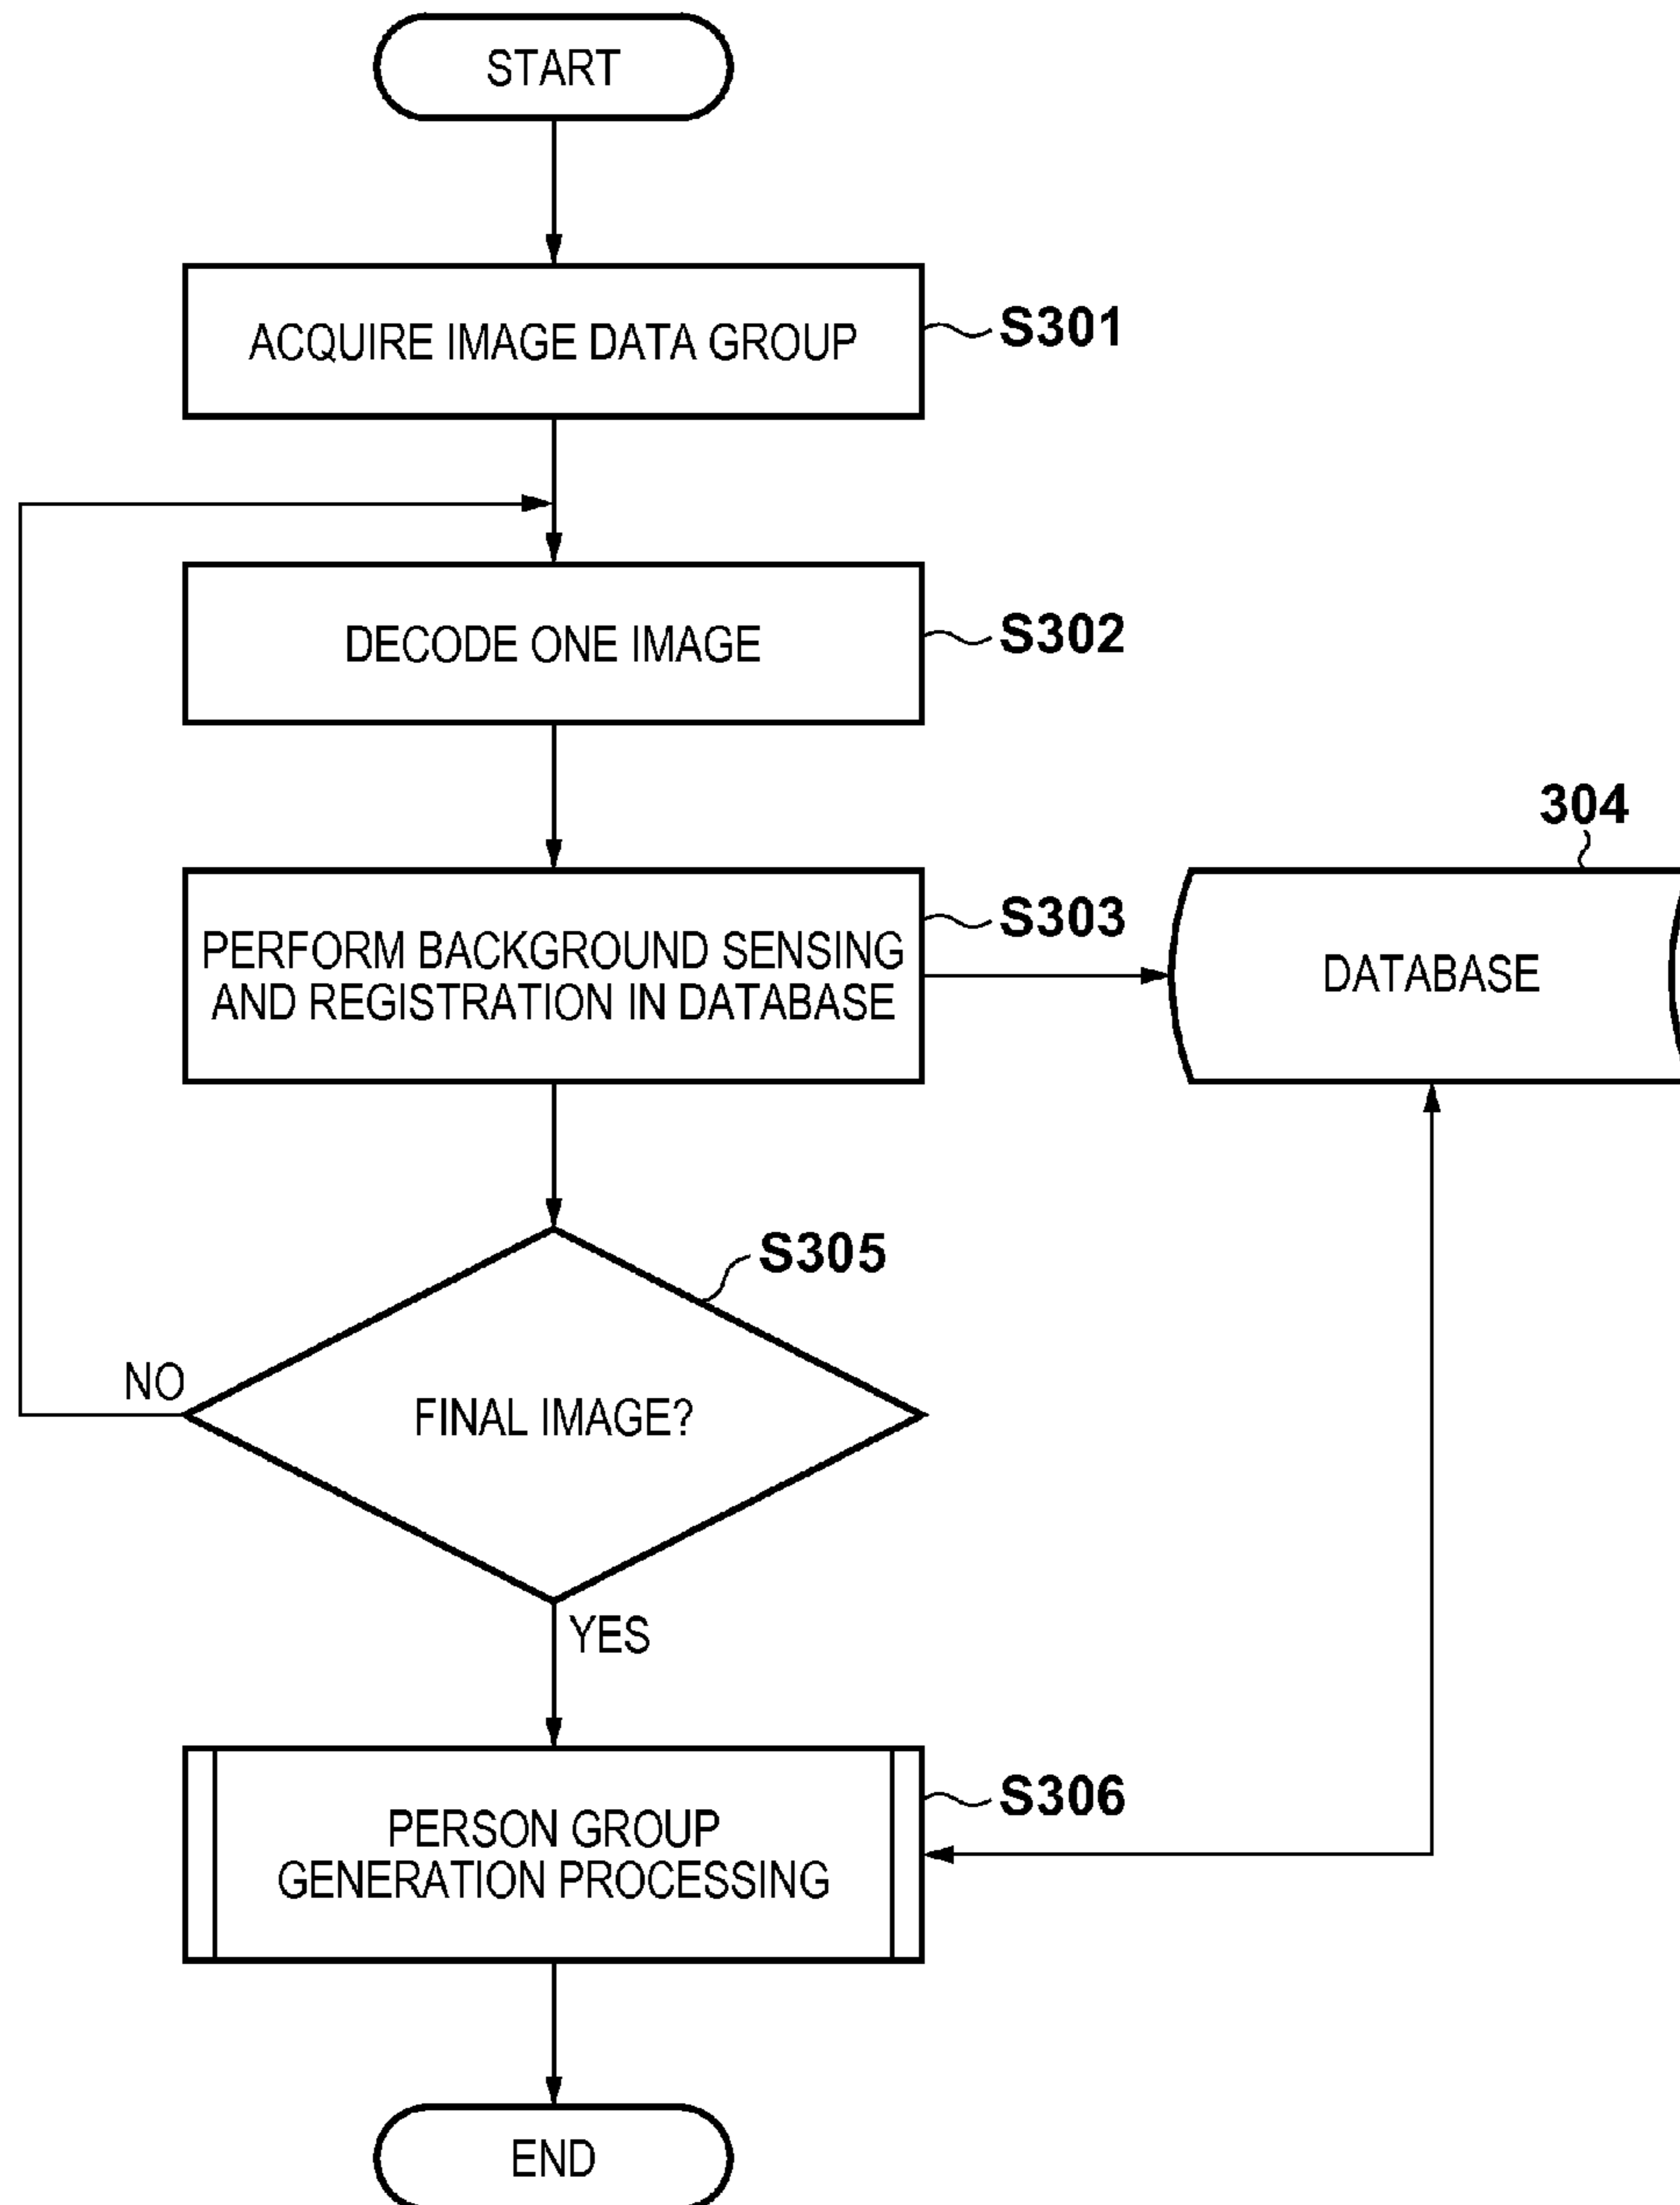 START
ACQUIRE IMAGE DATA GROUP
S301
DECODE ONE IMAGE
S302
304
PERFORM BACKGROUND SENSING
AND REGISTRATION IN DATABASE
S303
DATABASE
S305
NO
FINAL IMAGE?
YES
PERSON GROUP
GENERATION PROCESSING
S306
END